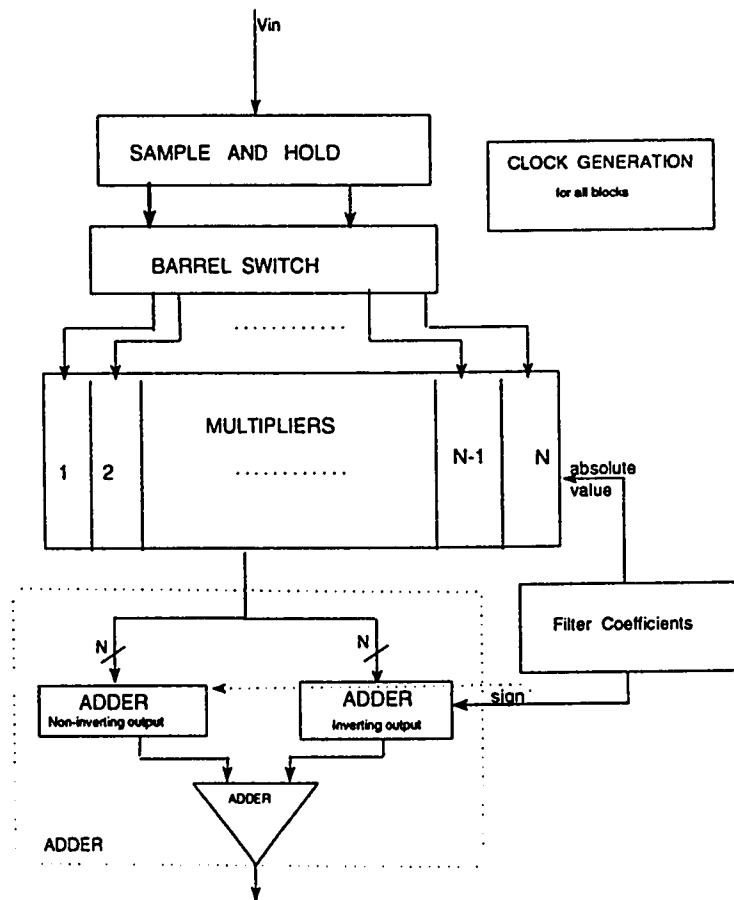 Vin
SAMPLE AND HOLD
CLOCK GENERATION
for all blocks
BARREL SWITCH
MULTIPLIERS
1
2
N-1
N
absolute
value
Filter Coefficients
N
N
ADDER
Non-inverting output
ADDER
Inverting output
sign
ADDER
ADDER